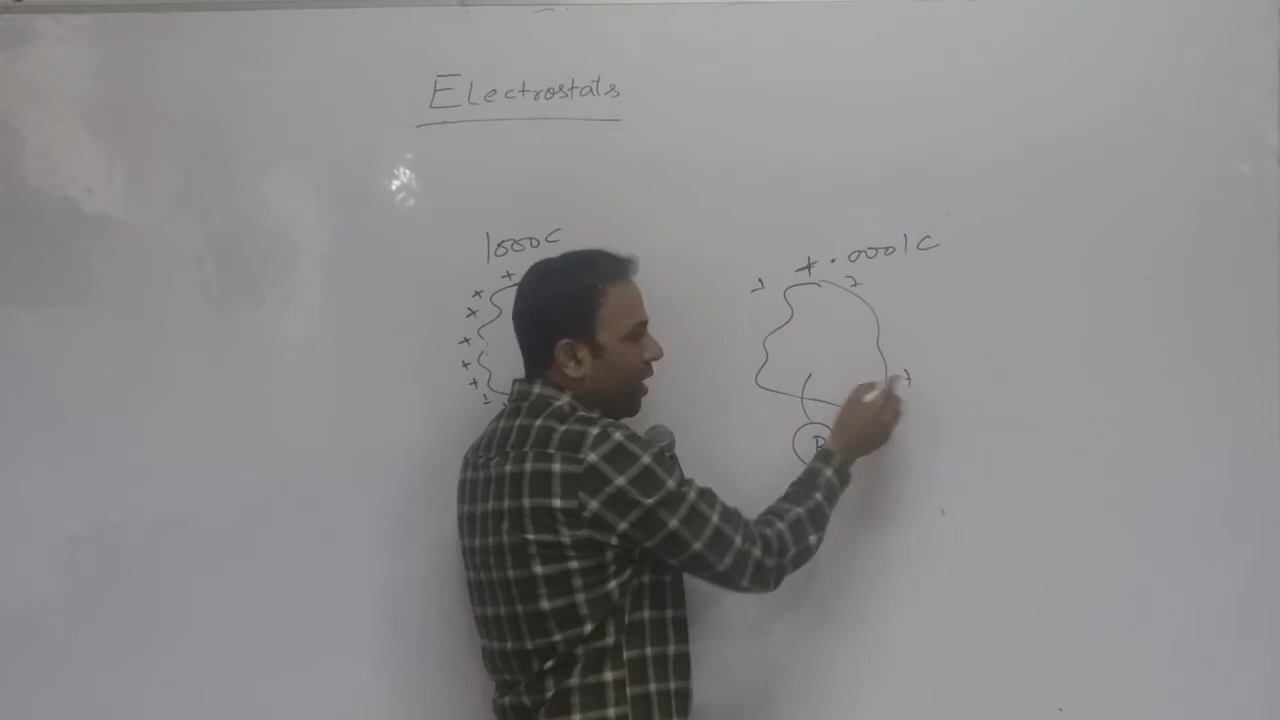 Electrostats
1000C
+ .0001C
+
+
+
+
+
+
B